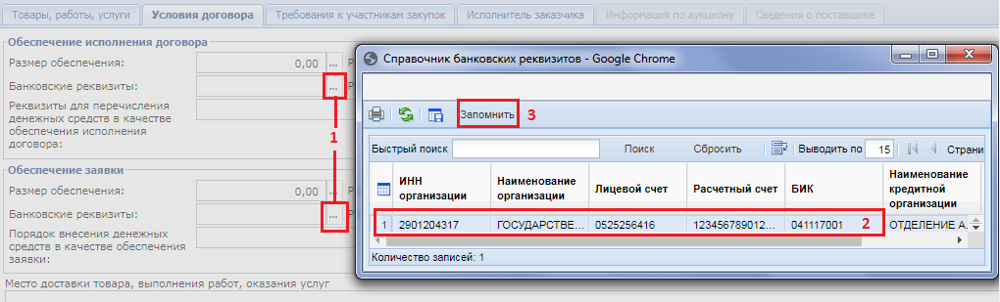 Товары, работы, услуги Условия договора Требования к участникам закупок Исполнитель заказчика Информация по аукциону Сведения о поставщике
Обеспечение исполнения договора
Размер обеспечения: 0,00 ...
Банковские реквизиты: ...
Реквизиты для перечисления
денежных средств в качестве
обеспечения исполнения
договора:
1
Обеспечение заявки
Размер обеспечения: 0,00 ...
Банковские реквизиты: ...
Порядок внесения денежных
средств в качестве обеспечения
заявки:
Место доставки товара, выполнения работ, оказания услуг
Справочник банковских реквизитов - Google Chrome
Запомнить 3
Быстрый поиск Поиск Сбросить Выводить по 15 Страни
ИНН
организации
Наименование
организации
Лицевой счет
Расчетный счет
БИК
Наименование
кредитной
организации
1 2901204317 ГОСУДАРСТВЕ... 0525256416 123456789012... 041117001 ОТДЕЛЕНИЕ А.
2
Количество записей: 1